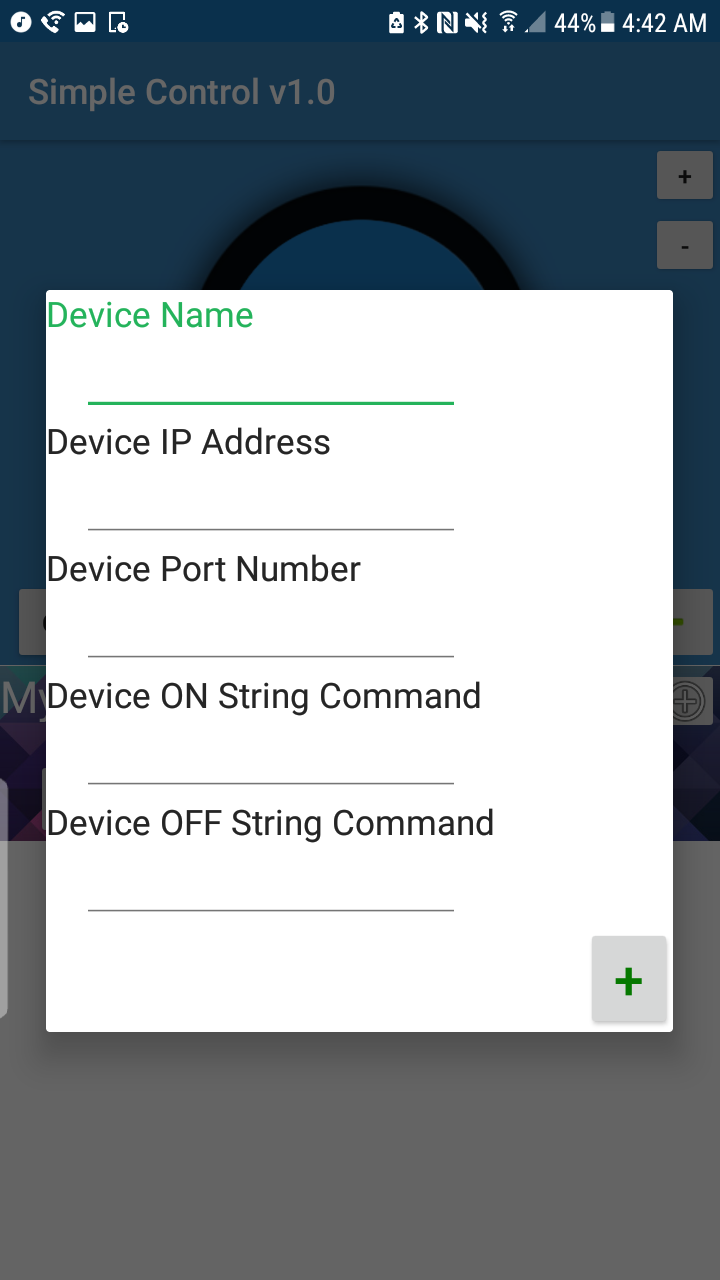 44% 4:42 AM
Simple Control v1.0
+
-
Device Name
Device IP Address
Device Port Number
Device ON String Command
My
Device OFF String Command
+